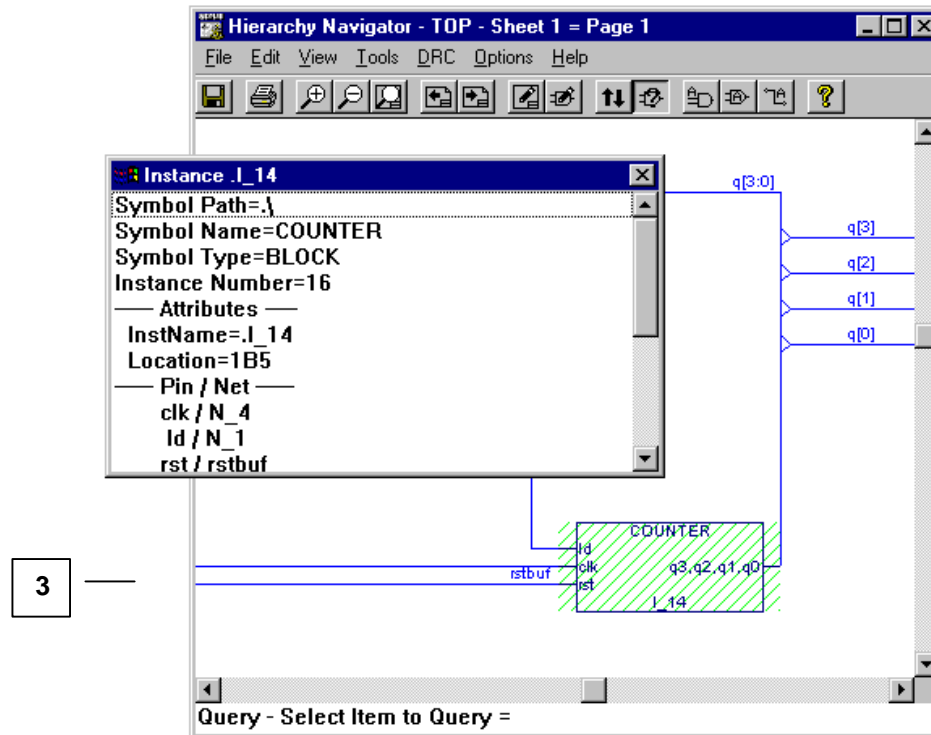 Hierarchy Navigator - TOP - Sheet 1 = Page 1
File Edit View Tools DRC Options Help
Instance .I_14
Symbol Path=.\
Symbol Name=COUNTER
Symbol Type=BLOCK
Instance Number=16
Attributes
InstName=.I_14
Location=1B5
Pin / Net
clk / N_4
ld / N_1
rst / rstbuf
q[3:0]
q[3]
q[2]
q[1]
q[0]
COUNTER
ld
clk q3,q2,q1,q0
rstbuf
rst
I_14
3
Query - Select Item to Query =